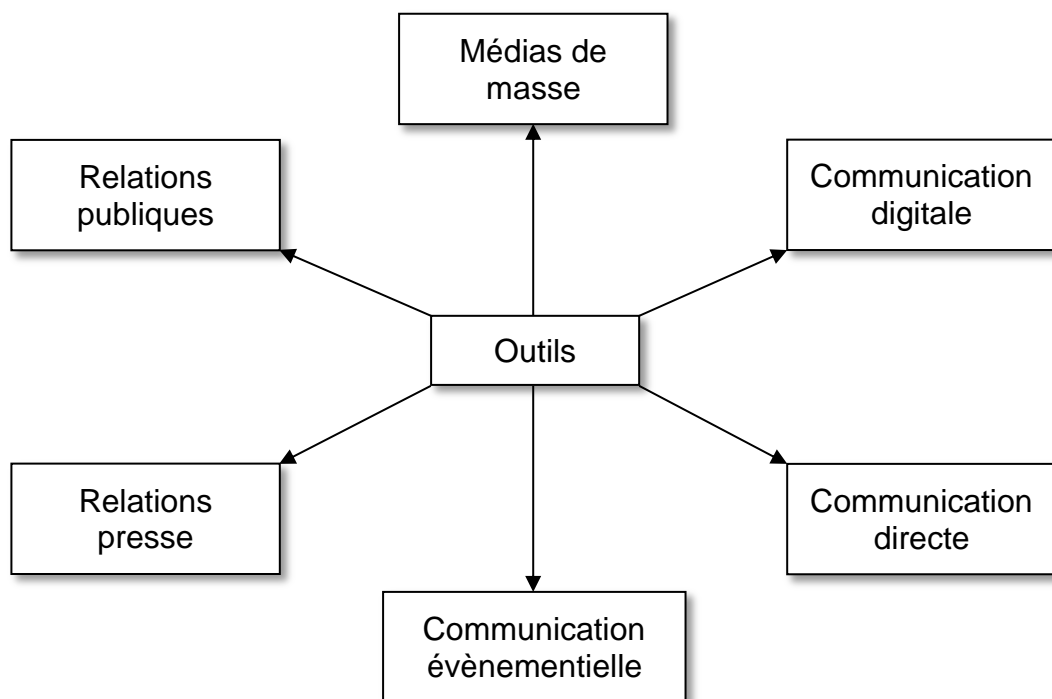 Médias de
masse
Relations
publiques
Communication
digitale
Outils
Relations
presse
Communication
directe
Communication
évènementielle